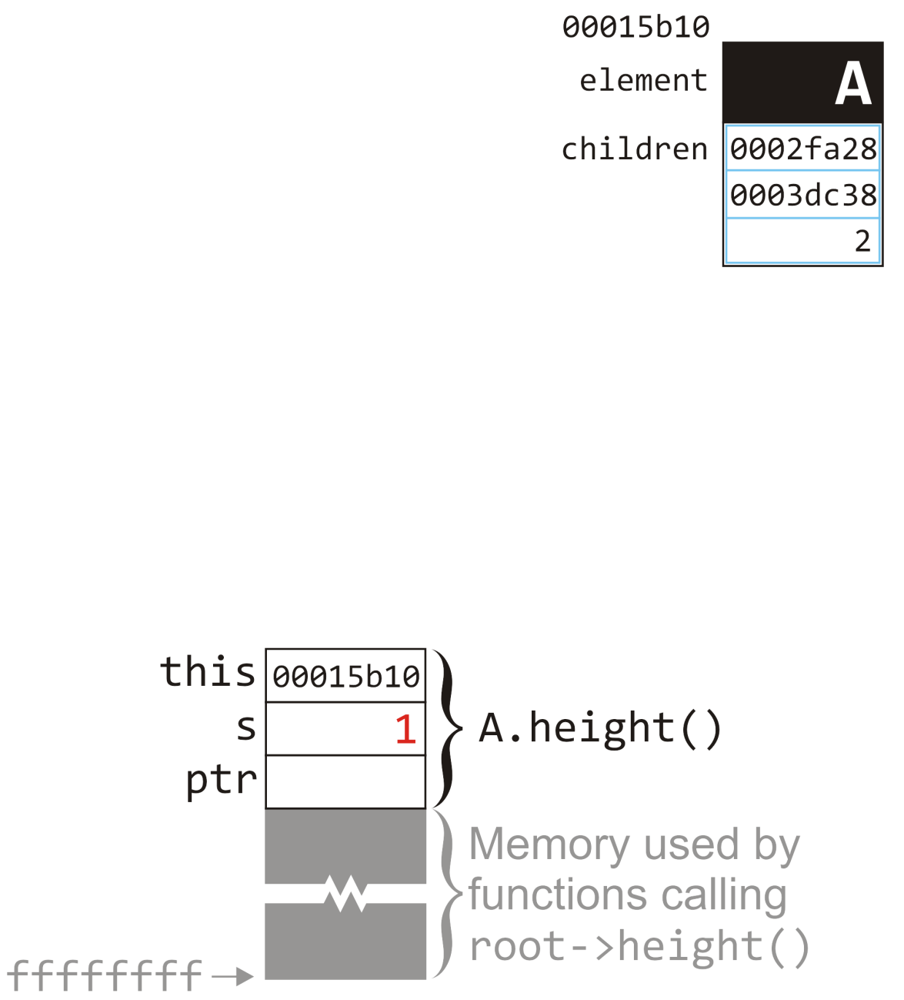 00015b10
element A
children 0002fa28
0003dc38
2
this 00015b10
s 1
ptr
A.height()
Memory used by
functions calling
root->height()
ffffffff